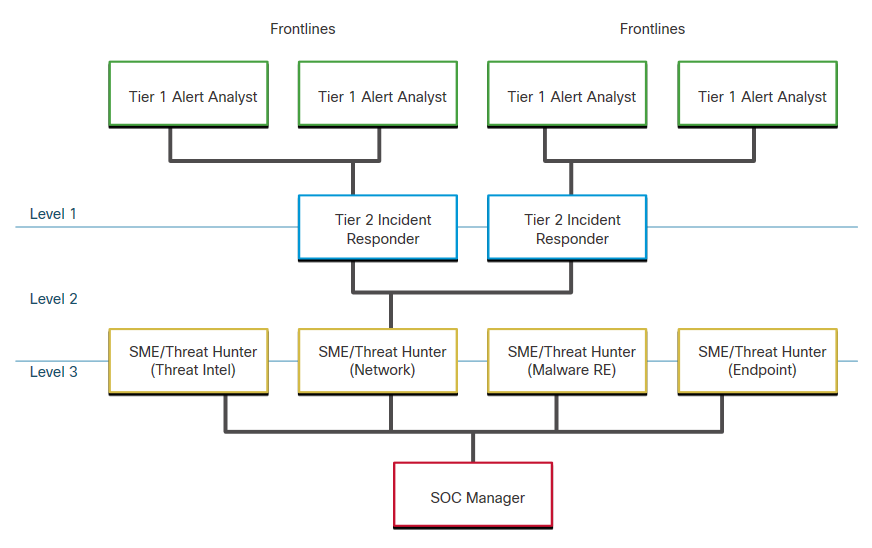 Frontlines
Frontlines
Tier 1 Alert Analyst
Tier 1 Alert Analyst
Tier 1 Alert Analyst
Tier 1 Alert Analyst
Level 1
Tier 2 Incident
Responder
Tier 2 Incident
Responder
Level 2
Level 3
SME/Threat Hunter
(Threat Intel)
SME/Threat Hunter
(Network)
SME/Threat Hunter
(Malware RE)
SME/Threat Hunter
(Endpoint)
SOC Manager